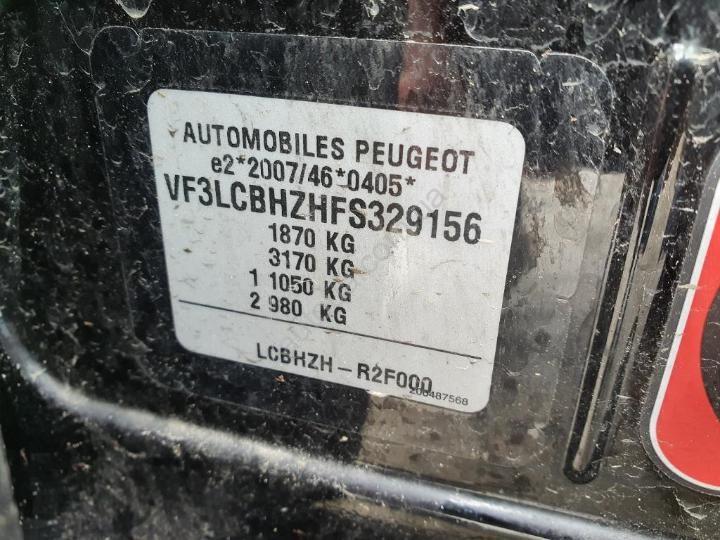 AUTOMOBILES PEUGEOT
e2*2007/46*0405*
VF3LCBHZHFS329156
1870 KG
3170 KG
1 1050 KG
2 980 KG
LCBHZH - R2F000